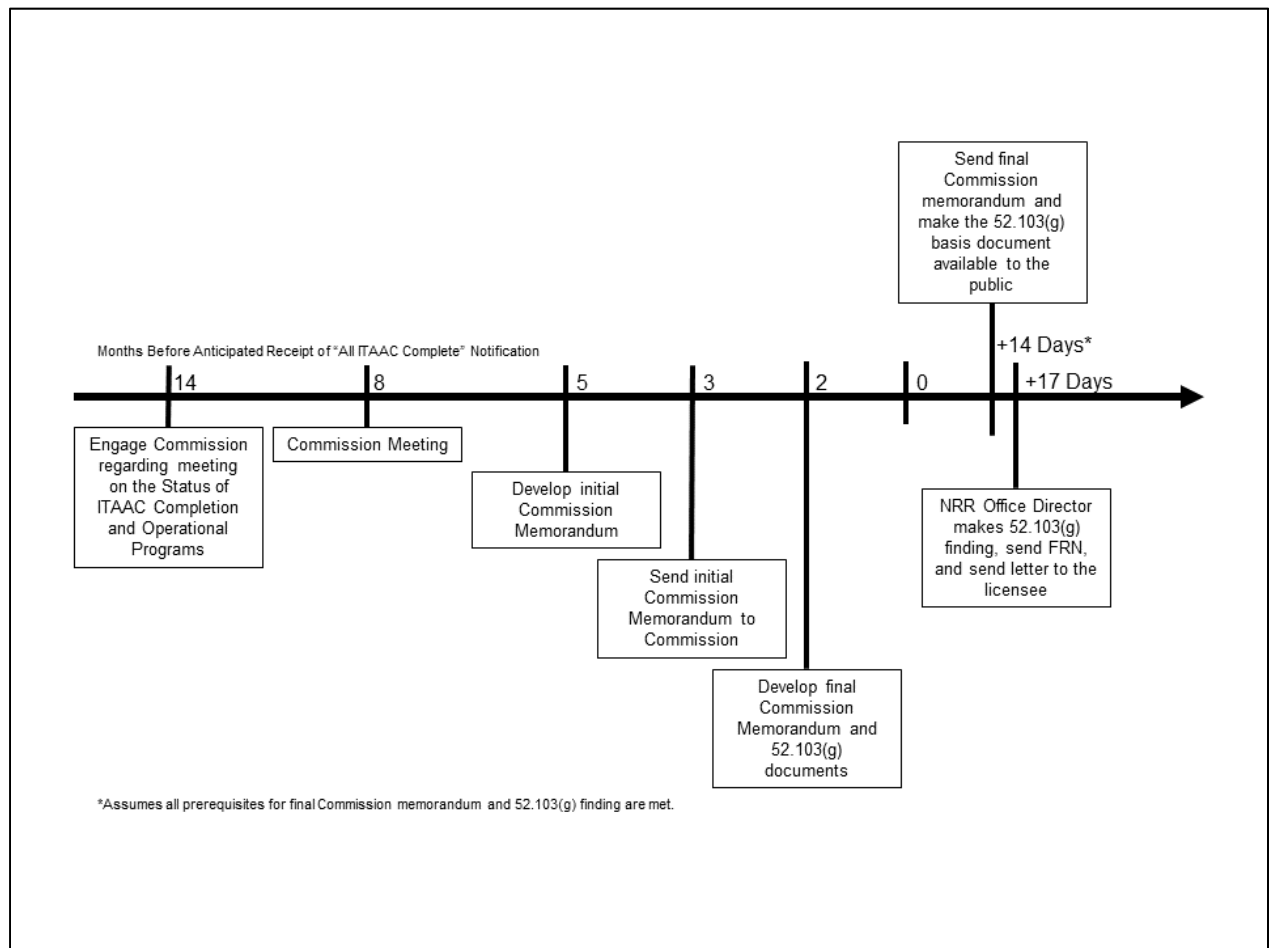 Send final
Commission
memorandum and
make the 52.103(g)
basis document
available to the
public
Months Before Anticipated Receipt of "All ITAAC Complete" Notification
+14 Days*
14
8
5
3
2
0
+17 Days
Engage Commission
regarding meeting
on the Status of
ITAAC Completion
and Operational
Programs
Commission Meeting
Develop initial
Commission
Memorandum
Send initial
Commission
Memorandum to
Commission
Develop final
Commission
Memorandum and
52.103(g)
documents
NRR Office Director
makes 52.103(g)
finding, send FRN,
and send letter to the
licensee
*Assumes all prerequisites for final Commission memorandum and 52.103(g) finding are met.